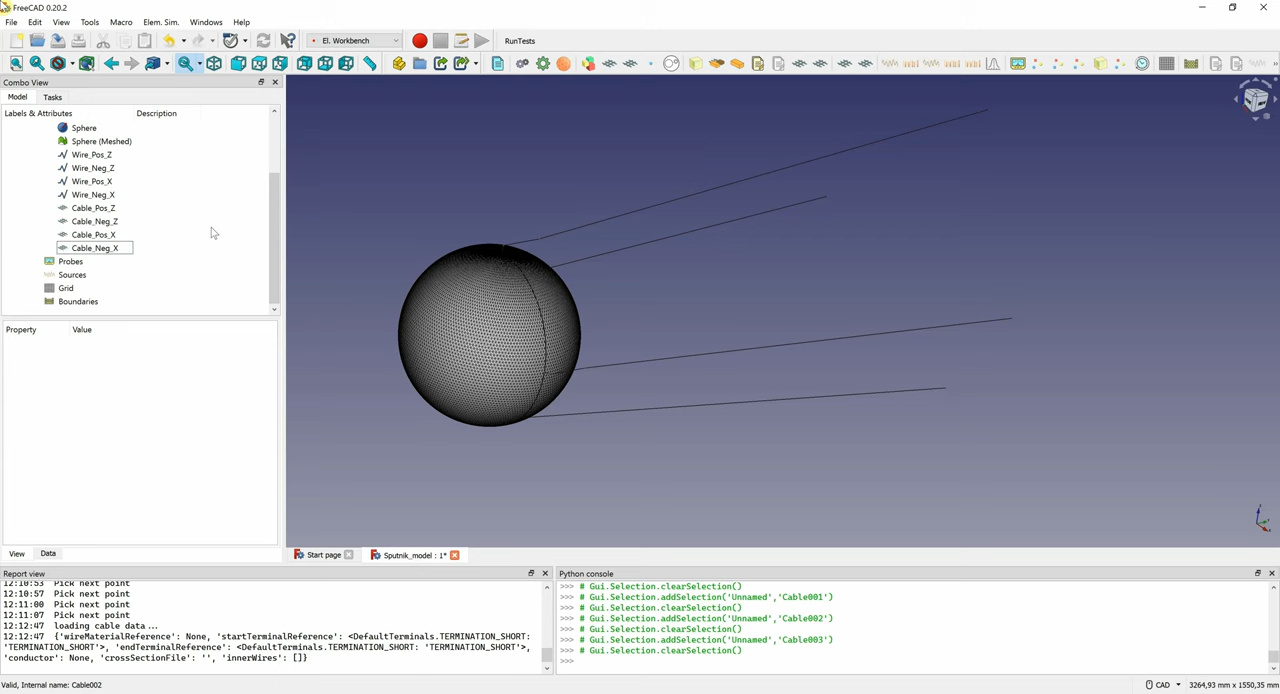 FreeCAD 0.20.2
File Edit View Tools Macro Elem. Sim. Windows Help
El. Workbench
RunTests
Combo View
Model Tasks
Labels & Attributes Description
Sphere
Sphere (Meshed)
Wire_Pos_Z
Wire_Neg_Z
Wire_Pos_X
Wire_Neg_X
Cable_Pos_Z
Cable_Neg_Z
Cable_Pos_X
Cable_Neg_X
Probes
Sources
Grid
Boundaries
Property Value
View Data
Start page Sputnik_model : 1*
Report view
12:10:53 Pick next point
12:10:57 Pick next point
12:11:00 Pick next point
12:11:07 Pick next point
12:12:47 loading cable data...
12:12:47 {'wireMaterialReference': None, 'startTerminalReference': <DefaultTerminals.TERMINATION_SHORT:
'TERMINATION_SHORT'>, 'endTerminalReference': <DefaultTerminals.TERMINATION_SHORT: 'TERMINATION_SHORT'>,
'conductor': None, 'crossSectionFile': '', 'innerWires': []}
Python console
>>> # Gui.Selection.clearSelection()
>>> # Gui.Selection.addSelection('Unnamed','Cable001')
>>> # Gui.Selection.clearSelection()
>>> # Gui.Selection.addSelection('Unnamed','Cable002')
>>> # Gui.Selection.clearSelection()
>>> # Gui.Selection.addSelection('Unnamed','Cable003')
>>> # Gui.Selection.clearSelection()
>>>
Valid, Internal name: Cable002
CAD 3264,93 mm x 1550,35 mm